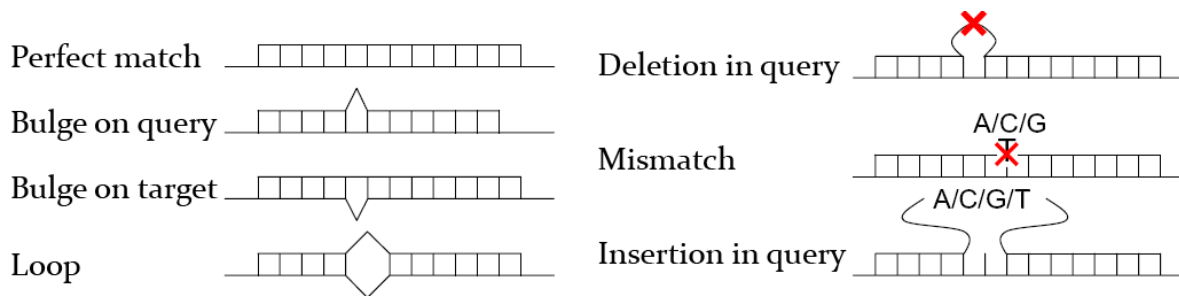 Perfect match
Bulge on query
Bulge on target
Loop
Deletion in query
A/C/G
T
Mismatch
A/C/G/T
Insertion in query